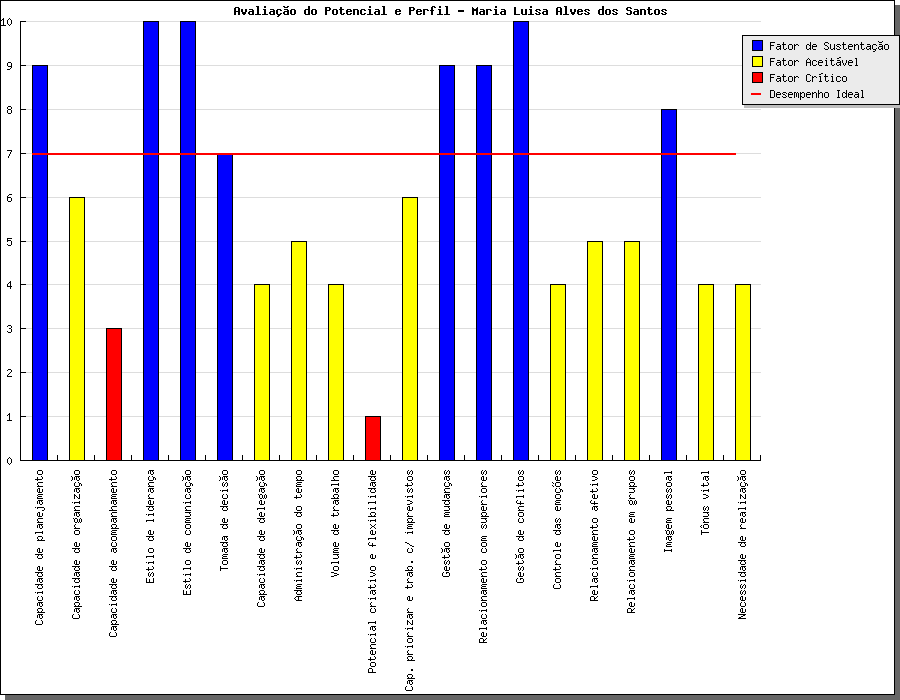 Avaliação do Potencial e Perfil - Maria Luisa Alves dos Santos
Fator de Sustentação
Fator Aceitável
Fator Crítico
Desempenho Ideal
10
9
8
7
6
5
4
3
2
1
0
Capacidade de planejamento
Capacidade de organização
Capacidade de acompanhamento
Estilo de liderança
Estilo de comunicação
Tomada de decisão
Capacidade de delegação
Administração do tempo
Volume de trabalho
Potencial criativo e flexibilidade
Cap. priorizar e trab. c/ imprevistos
Gestão de mudanças
Relacionamento com superiores
Gestão de conflitos
Controle das emoções
Relacionamento afetivo
Relacionamento em grupos
Imagem pessoal
Tônus vital
Necessidade de realização